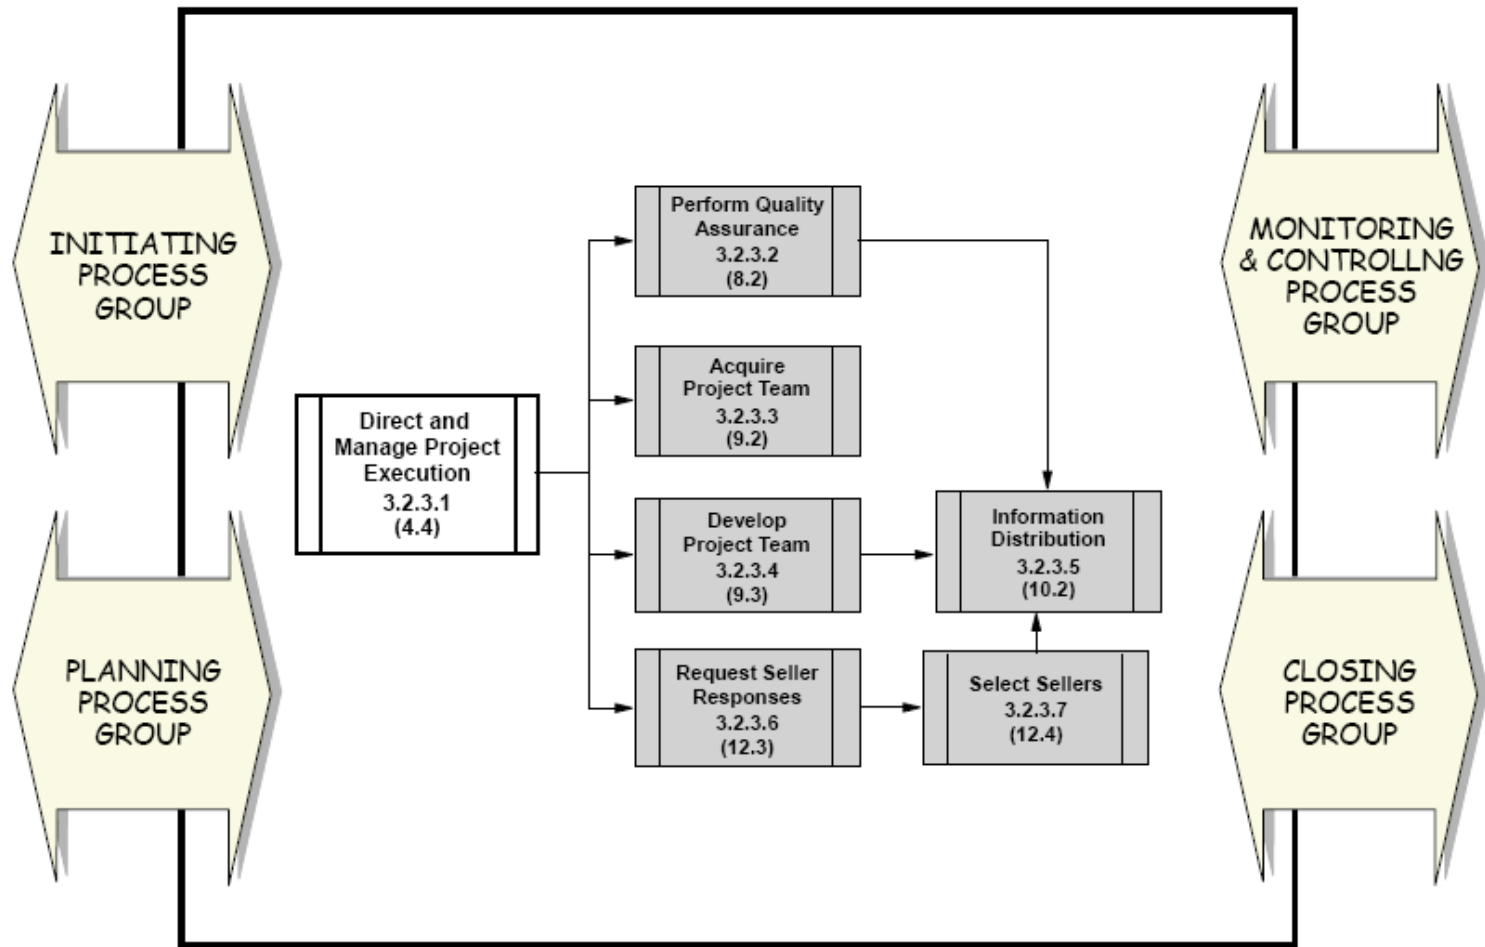 INITIATING
PROCESS
GROUP
PLANNING
PROCESS
GROUP
Direct and
Manage Project
Execution
3.2.3.1
(4.4)
Perform Quality
Assurance
3.2.3.2
(8.2)
Acquire
Project Team
3.2.3.3
(9.2)
Develop
Project Team
3.2.3.4
(9.3)
Request Seller
Responses
3.2.3.6
(12.3)
Information
Distribution
3.2.3.5
(10.2)
Select Sellers
3.2.3.7
(12.4)
MONITORING
& CONTROLLNG
PROCESS
GROUP
CLOSING
PROCESS
GROUP